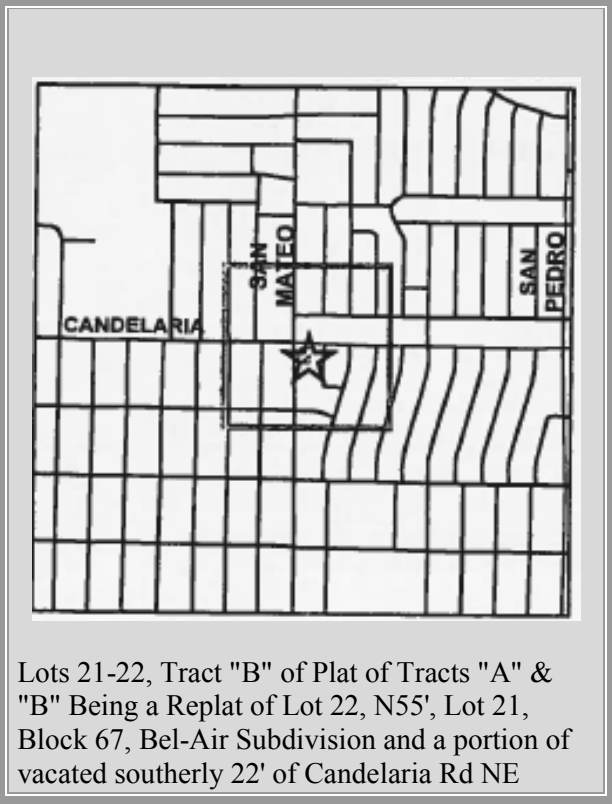 SAN
MATEO
SAN
PEDRO
CANDELARIA
Lots 21-22, Tract "B" of Plat of Tracts "A" &
"B" Being a Replat of Lot 22, N55', Lot 21,
Block 67, Bel-Air Subdivision and a portion of
vacated southerly 22' of Candelaria Rd NE